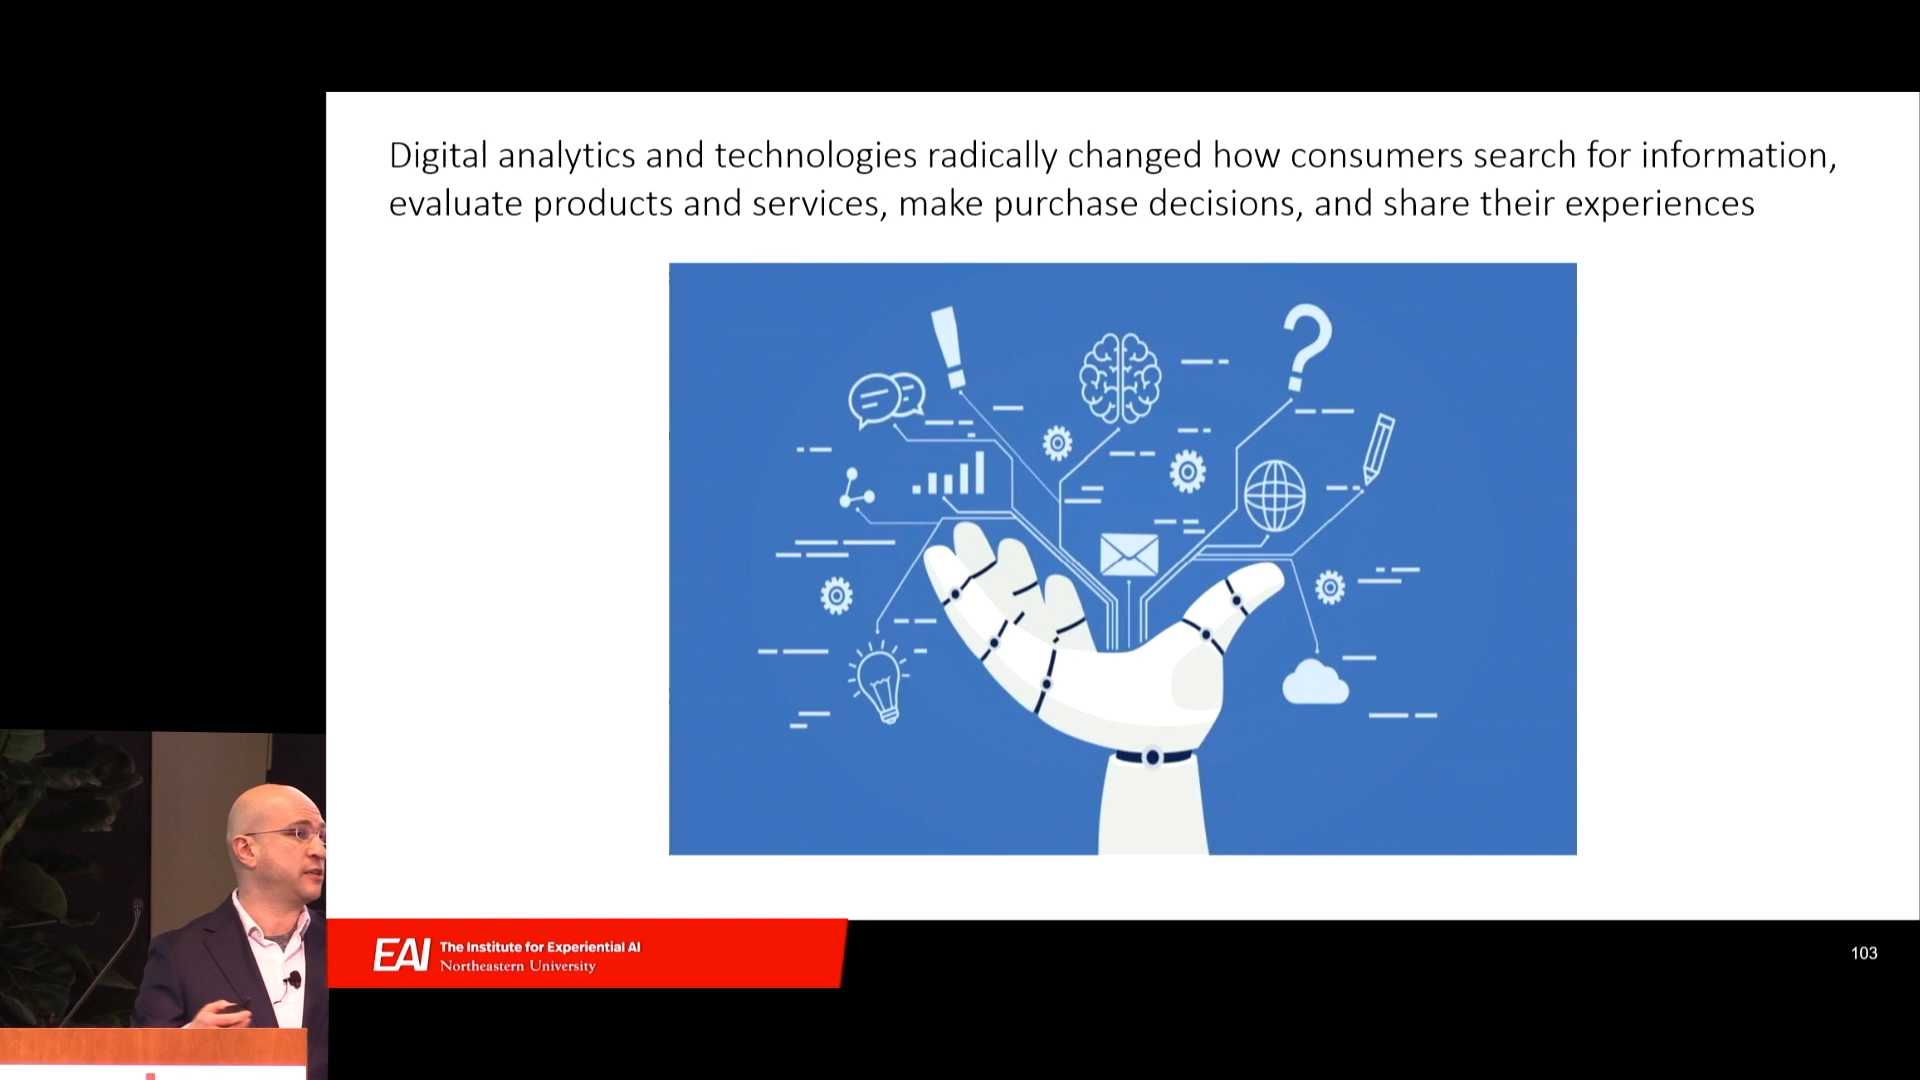 Digital analytics and technologies radically changed how consumers search for information,
evaluate products and services, make purchase decisions, and share their experiences
EAI
The Institute for Experiential AI
Northeastern University
103